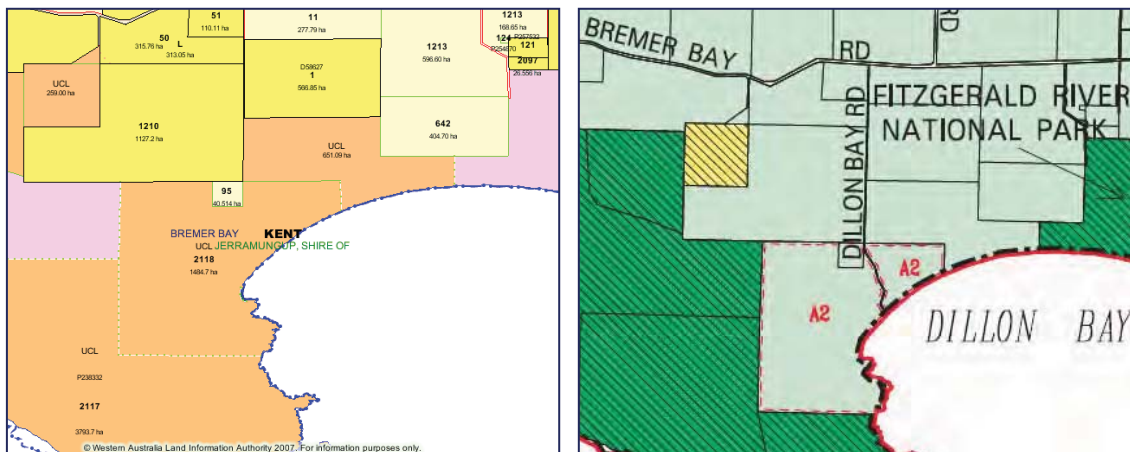 51
110.11 ha
50
315.76 ha
L
313.05 ha
11
277.79 ha
1213
168.65 ha
P257532
124
P254670
121
2097
26.556 ha
1213
596.60 ha
D58627
1
566.85 ha
UCL
259.00 ha
1210
1127.2 ha
642
404.70 ha
UCL
651.09 ha
95
40.514 ha
BREMER BAY
KENT
UCL
JERRAMUNGUP, SHIRE OF
2118
1484.7 ha
UCL
P238332
2117
3793.7 ha
© Western Australia Land Information Authority 2007. For information purposes only.
BREMER BAY RD
RD
DILLON BAY RD
FITZGERALD RIVER
NATIONAL PARK
A2
A2
DILLON BAY